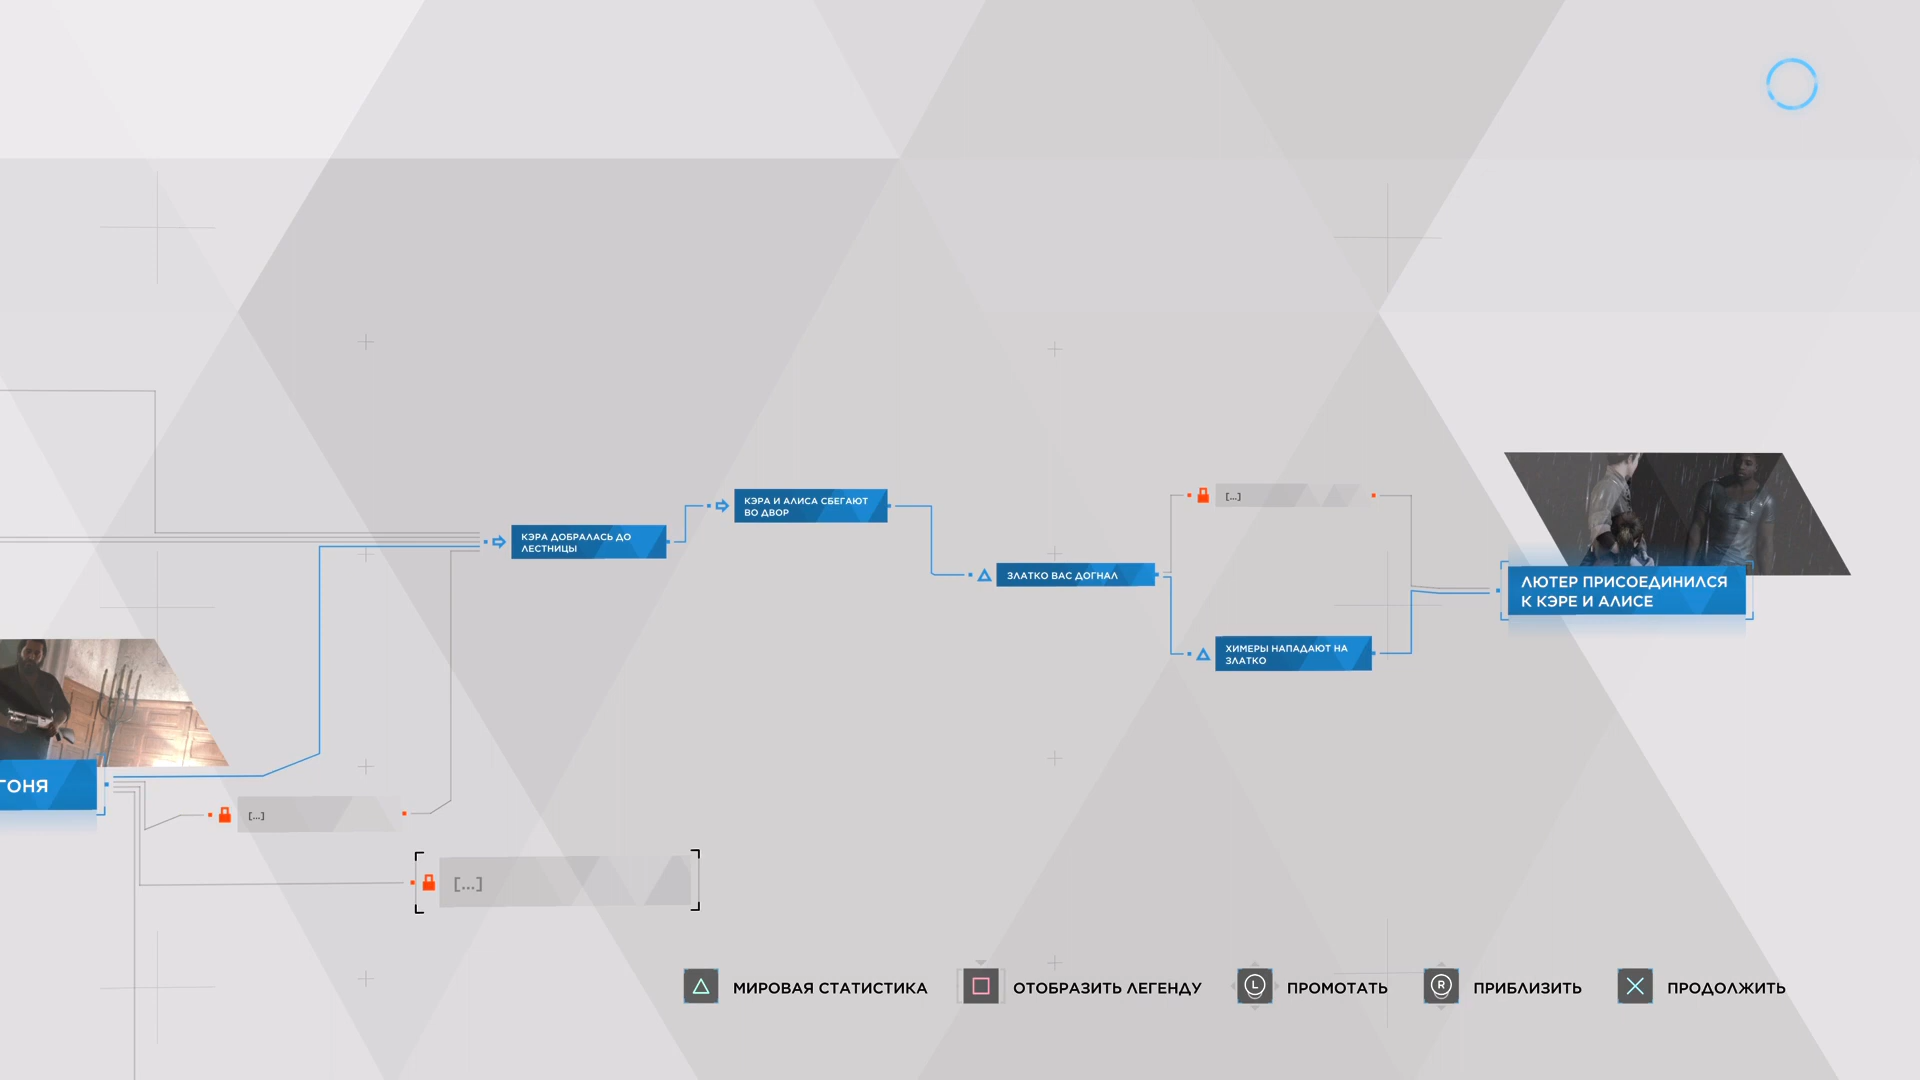 КЭРА И АЛИСА СБЕГАЮТ
ВО ДВОР
[...]
КЭРА ДОБРАЛАСЬ ДО
ЛЕСТНИЦЫ
ЗЛАТКО ВАС ДОГНАЛ
ЛЮТЕР ПРИСОЕДИНИЛСЯ
К КЭРЕ И АЛИСЕ
ХИМЕРЫ НАПАДАЮТ НА
ЗЛАТКО
ГОНЯ
[...]
[...]
МИРОВАЯ СТАТИСТИКА
ОТОБРАЗИТЬ ЛЕГЕНДУ
L ПРОМОТАТЬ
R ПРИБЛИЗИТЬ
ПРОДОЛЖИТЬ